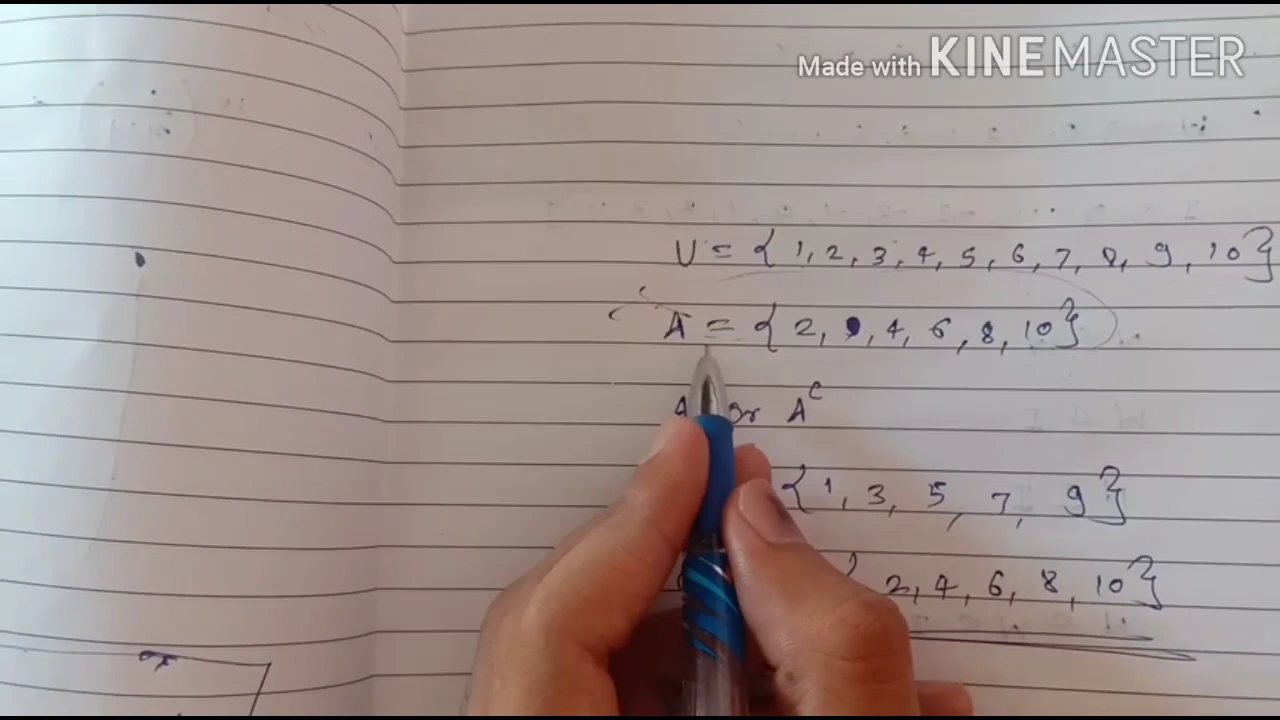 Made with KINEMASTER
U = { 1, 2, 3, 4, 5, 6, 7, 8, 9, 10 }
A = { 2, , 4, 6, 8, 10 }
A or A^c
{ 1, 3, 5, 7, 9 }
2, 4, 6, 8, 10 }